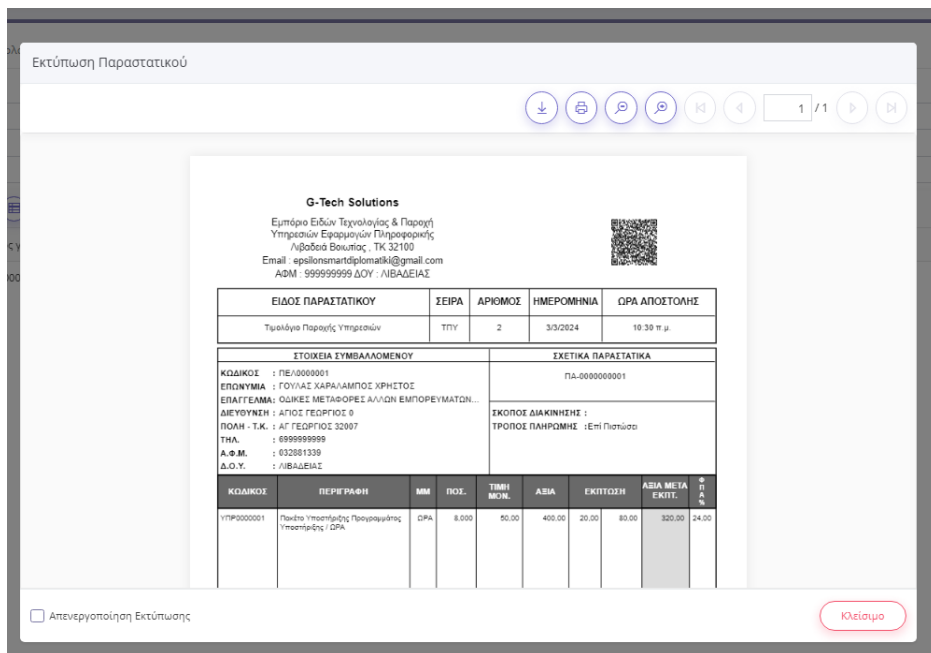 Εκτύπωση Παραστατικού
1 / 1
G-Tech Solutions
Εμπόριο Ειδών Τεχνολογίας & Παροχή
Υπηρεσιών Εφαρμογών Πληροφορικής
Λιβαδειά Βοιωτίας , ΤΚ 32100
Email : epsilonsmartdiplomatiki@gmail.com
ΑΦΜ : 999999999 ΔΟΥ : ΛΙΒΑΔΕΙΑΣ
ΕΙΔΟΣ ΠΑΡΑΣΤΑΤΙΚΟΥ ΣΕΙΡΑ ΑΡΙΘΜΟΣ ΗΜΕΡΟΜΗΝΙΑ ΩΡΑ ΑΠΟΣΤΟΛΗΣ
Τιμολόγιο Παροχής Υπηρεσιών ΤΠΥ 2 3/3/2024 10:30 π.μ.
ΣΤΟΙΧΕΙΑ ΣΥΜΒΑΛΛΟΜΕΝΟΥ ΣΧΕΤΙΚΑ ΠΑΡΑΣΤΑΤΙΚΑ
ΚΩΔΙΚΟΣ : ΠΕΛ0000001 ΠΑ-0000000001
ΕΠΩΝΥΜΙΑ : ΓΟΥΛΑΣ ΧΑΡΑΛΑΜΠΟΣ ΧΡΗΣΤΟΣ
ΕΠΑΓΓΕΛΜΑ: ΟΔΙΚΕΣ ΜΕΤΑΦΟΡΕΣ ΑΛΛΩΝ ΕΜΠΟΡΕΥΜΑΤΩΝ...
ΔΙΕΥΘΥΝΣΗ : ΑΓΙΟΣ ΓΕΩΡΓΙΟΣ 0 ΣΚΟΠΟΣ ΔΙΑΚΙΝΗΣΗΣ :
ΠΟΛΗ - Τ.Κ. : ΑΓ ΓΕΩΡΓΙΟΣ 32007 ΤΡΟΠΟΣ ΠΛΗΡΩΜΗΣ : Επί Πιστώσει
ΤΗΛ. : 6999999999
Α.Φ.Μ. : 032881339
Δ.Ο.Υ. : ΛΙΒΑΔΕΙΑΣ
ΚΩΔΙΚΟΣ ΠΕΡΙΓΡΑΦΗ ΜΜ ΠΟΣ. ΤΙΜΗ ΜΟΝ. ΑΞΙΑ ΕΚΠΤΩΣΗ ΑΞΙΑ ΜΕΤΑ ΕΚΠΤ. ΦΠΑ%
ΥΠΡ0000001 Πακέτο Υποστήριξης Προγραμμάτος ΩΡΑ 8,000 50,00 400,00 20,00 80,00 320,00 24,00
Υποστήριξης / ΩΡΑ
Απενεργοποίηση Εκτύπωσης
Κλείσιμο